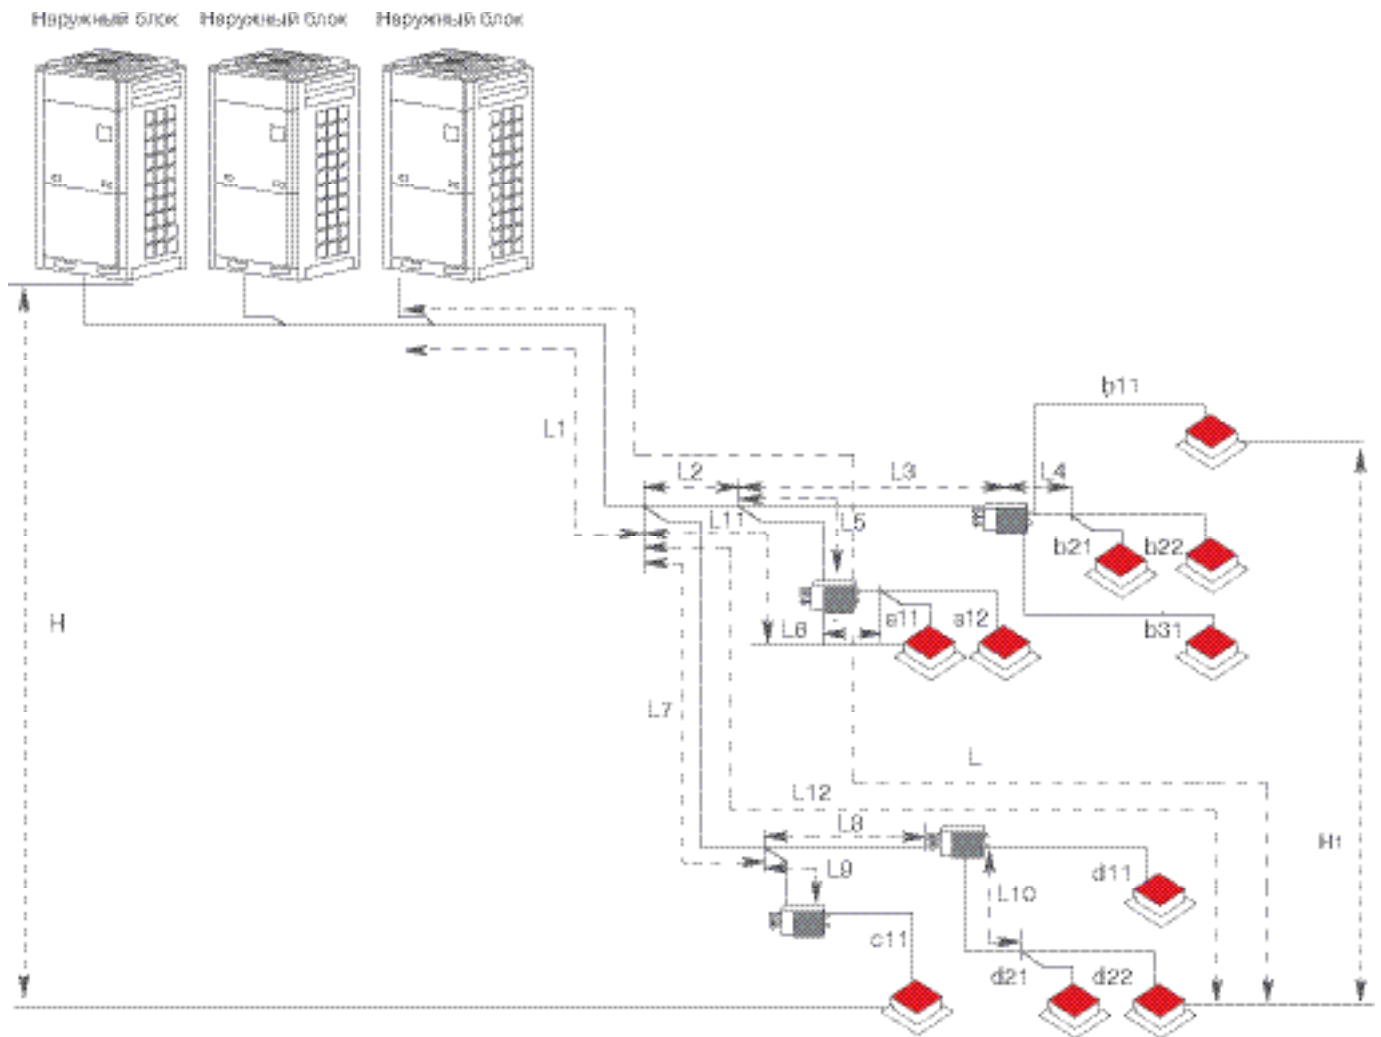 Наружный блок Наружный блок Наружный блок
b11
L1
L2
L3
L4
L11
L5
b21
b22
H
L6
a11
a12
b31
L7
L
L12
L8
H1
L9
d11
L10
c11
d21
d22